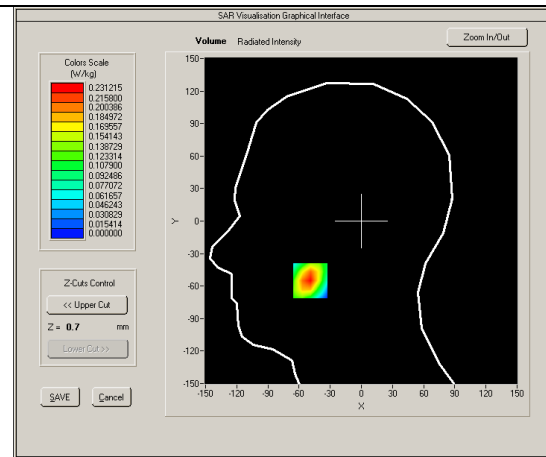 SAR Visualisation Graphical Interface
Volume Radiated Intensity
Zoom In/Out
Colors Scale
(W/kg)
0.231215
0.215800
0.200386
0.184972
0.169557
0.154143
0.138729
0.123314
0.107900
0.092486
0.077072
0.061657
0.046243
0.030829
0.015414
0.000000
Z-Cuts Control
<< Upper Cut
Z = 0.7 mm
Lower Cut >>
SAVE Cancel
150
120
90
60
30
0
-30
-60
-90
-120
-150
Y
-150 -120 -90 -60 -30 0 30 60 90 120 150
X